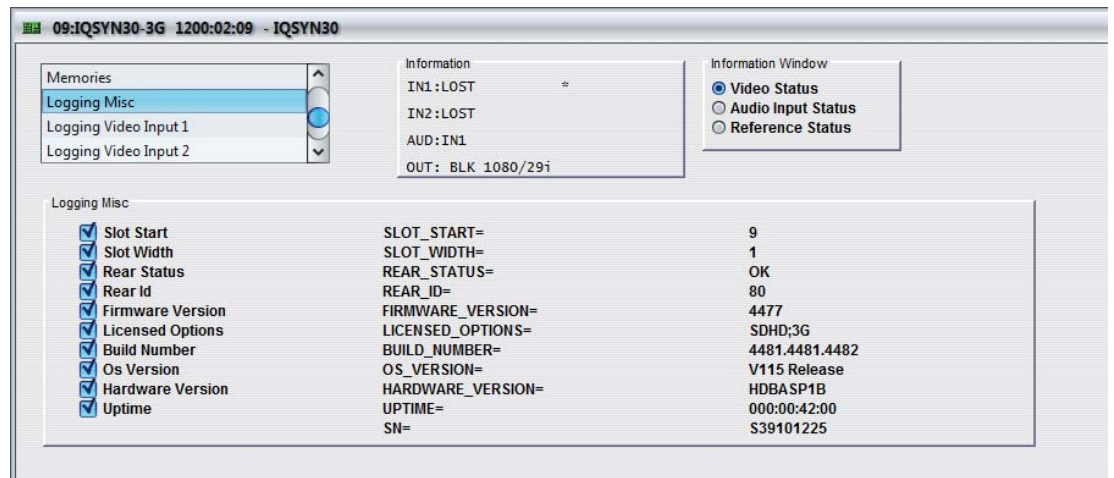 09:IQSYN30-3G 1200:02:09 - IQSYN30
Memories
Logging Misc
Logging Video Input 1
Logging Video Input 2
Information
IN1:LOST *
IN2:LOST
AUD:IN1
OUT: BLK 1080/29i
Information Window
Video Status
Audio Input Status
Reference Status
Logging Misc
Slot Start SLOT_START= 9
Slot Width SLOT_WIDTH= 1
Rear Status REAR_STATUS= OK
Rear Id REAR_ID= 80
Firmware Version FIRMWARE_VERSION= 4477
Licensed Options LICENSED_OPTIONS= SDHD;3G
Build Number BUILD_NUMBER= 4481.4481.4482
Os Version OS_VERSION= V115 Release
Hardware Version HARDWARE_VERSION= HDBASP1B
Uptime UPTIME= 000:00:42:00
SN= S39101225